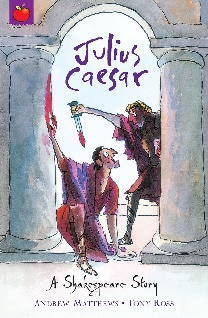 Julius
Caesar
A Shakespeare Story
ANDREW MATTHEWS • TONY ROSS